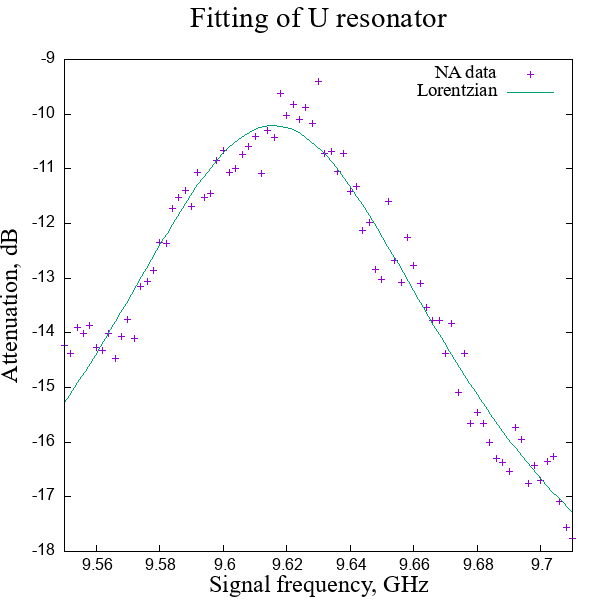 Fitting of U resonator
NA data
Lorentzian
-9
-10
-11
-12
-13
-14
-15
-16
-17
-18
Attenuation, dB
9.56 9.58 9.6 9.62 9.64 9.66 9.68 9.7
Signal frequency, GHz